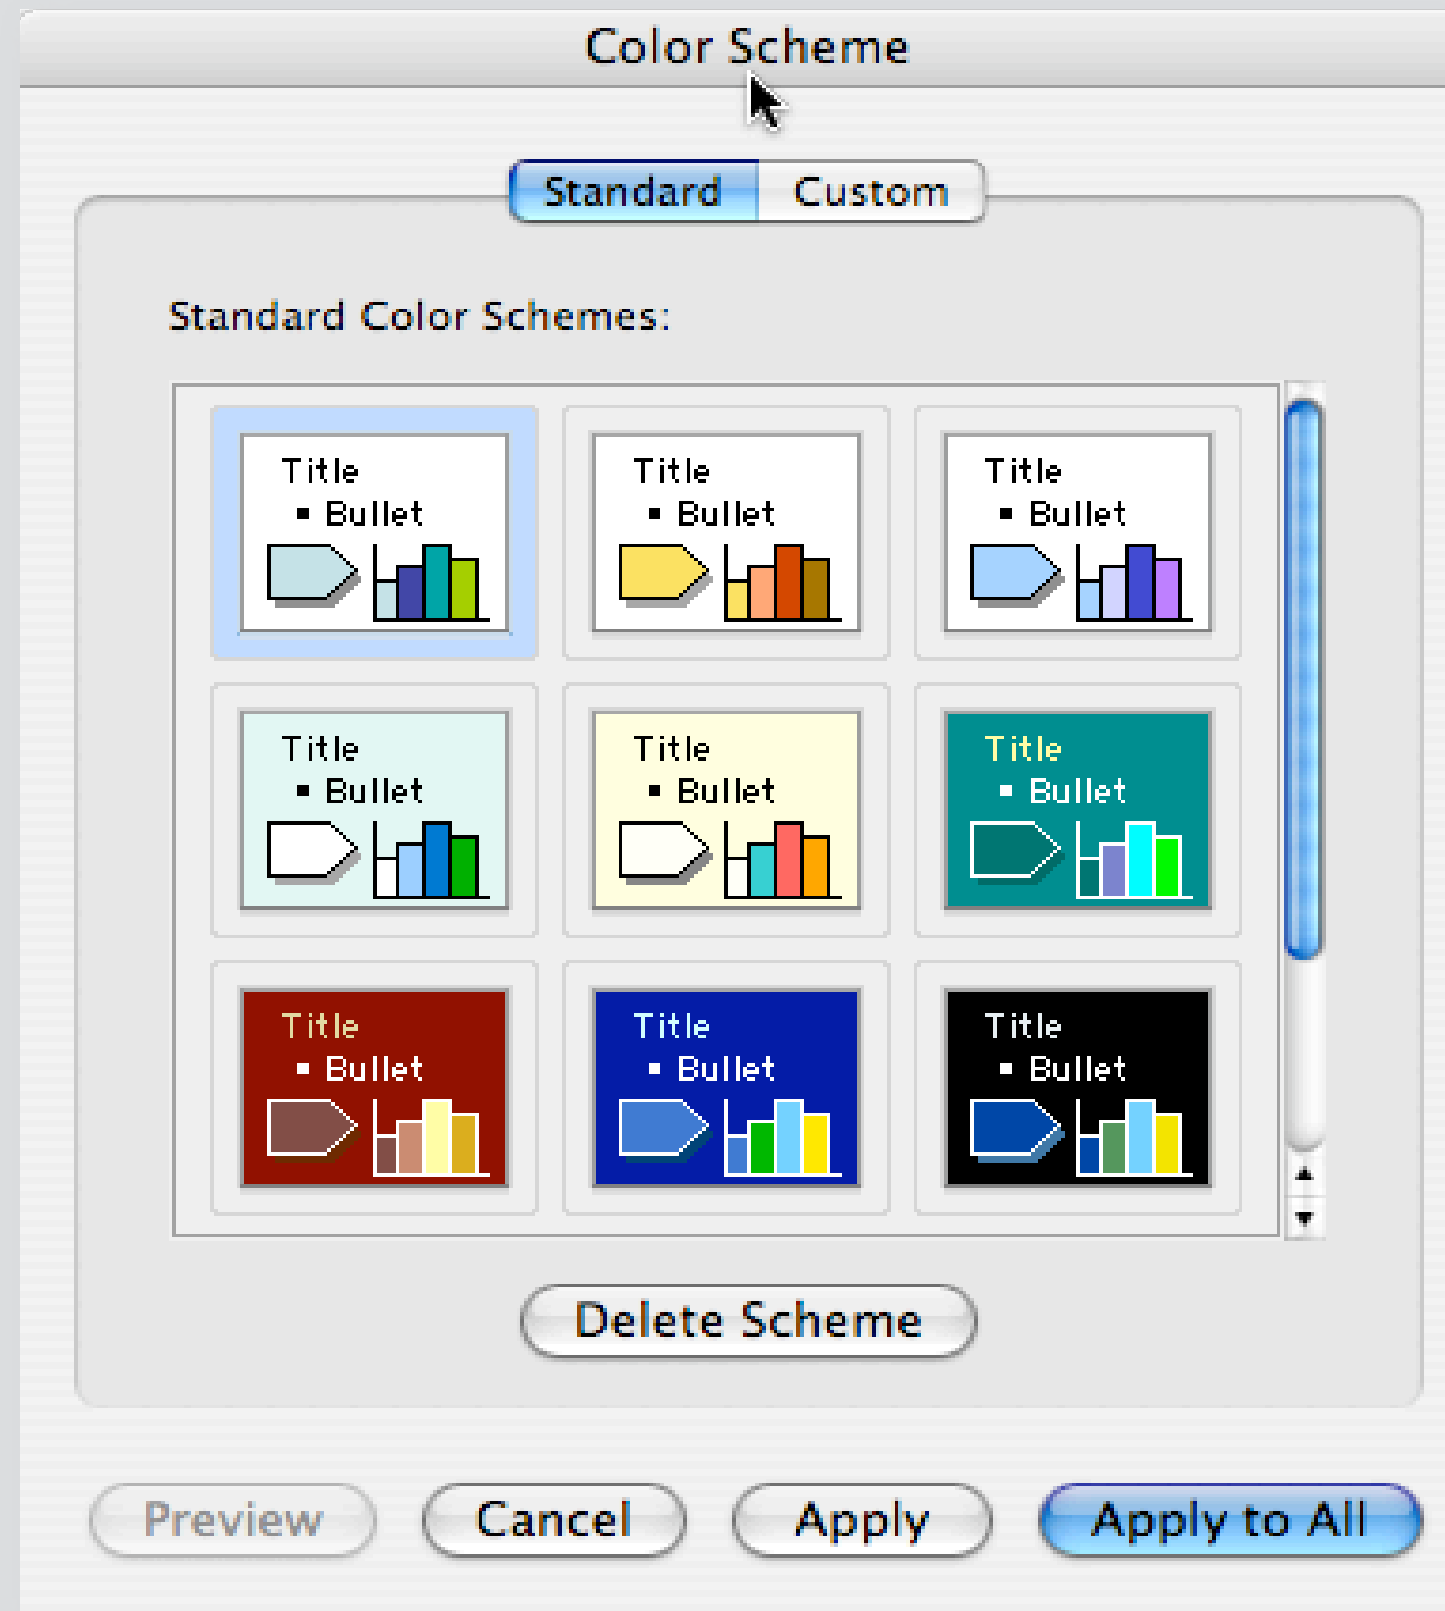 Color Scheme
Standard Custom
Standard Color Schemes:
Title
▪ Bullet
Title
▪ Bullet
Title
▪ Bullet
Title
▪ Bullet
Title
▪ Bullet
Title
▪ Bullet
Title
▪ Bullet
Title
▪ Bullet
Title
▪ Bullet
Delete Scheme
Preview Cancel Apply Apply to All